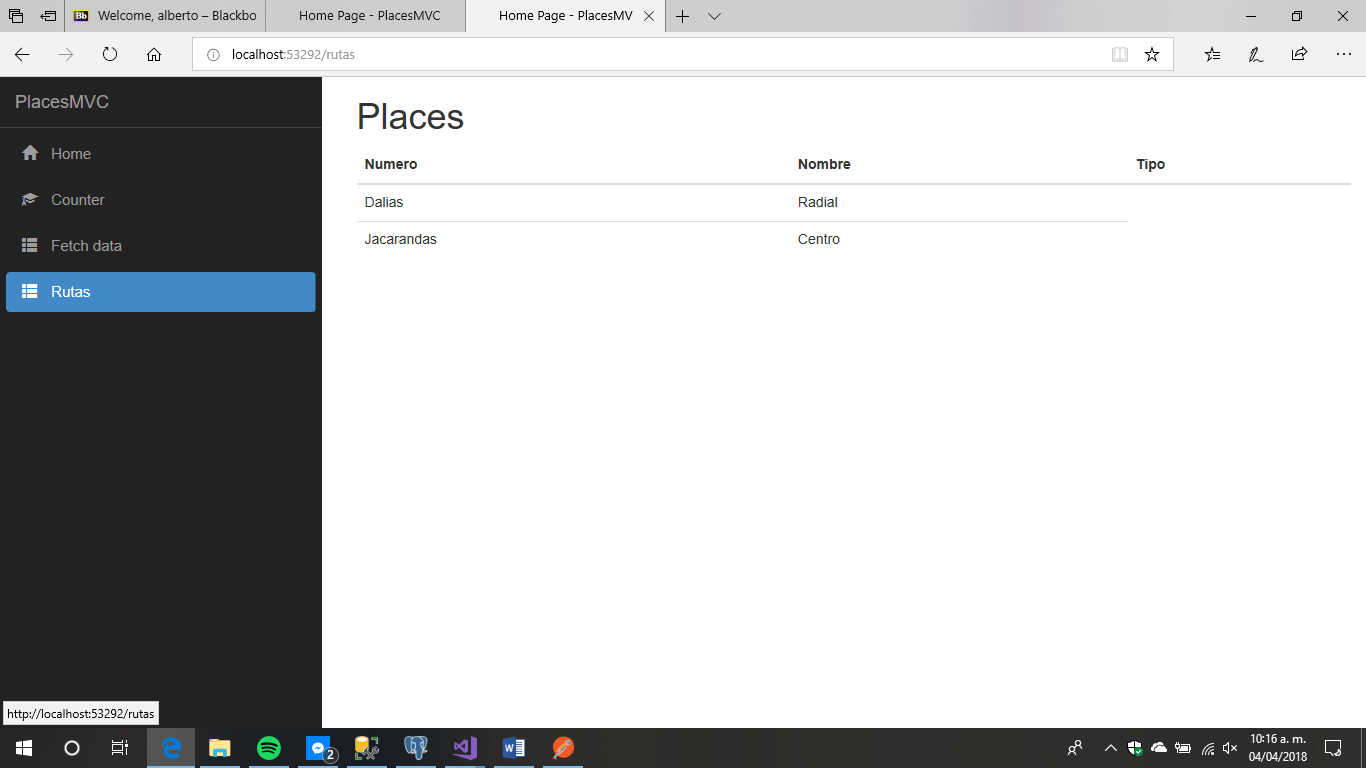 Bb Welcome, alberto – Blackbo
Home Page - PlacesMVC
Home Page - PlacesMV
localhost:53292/rutas
PlacesMVC
Home
Counter
Fetch data
Rutas
Places
Numero Nombre Tipo
Dalias Radial
Jacarandas Centro
http://localhost:53292/rutas
2
10:16 a. m.
04/04/2018